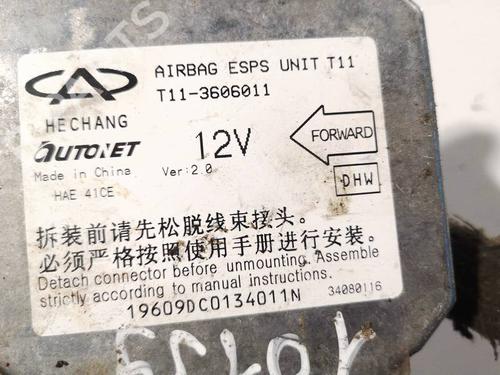 AIRBAG ESPS UNIT T11
T11-3606011
HECHANG
AUTONET
Made in China
HAE 41CE
12V
Ver: 2.0
FORWARD
DHW
拆装前请先松脱线束接头。
必须严格按照使用手册进行安装。
Detach connector before unmounting. Assemble
strictly according to manual instructions.
19609DC0134011N
34080116